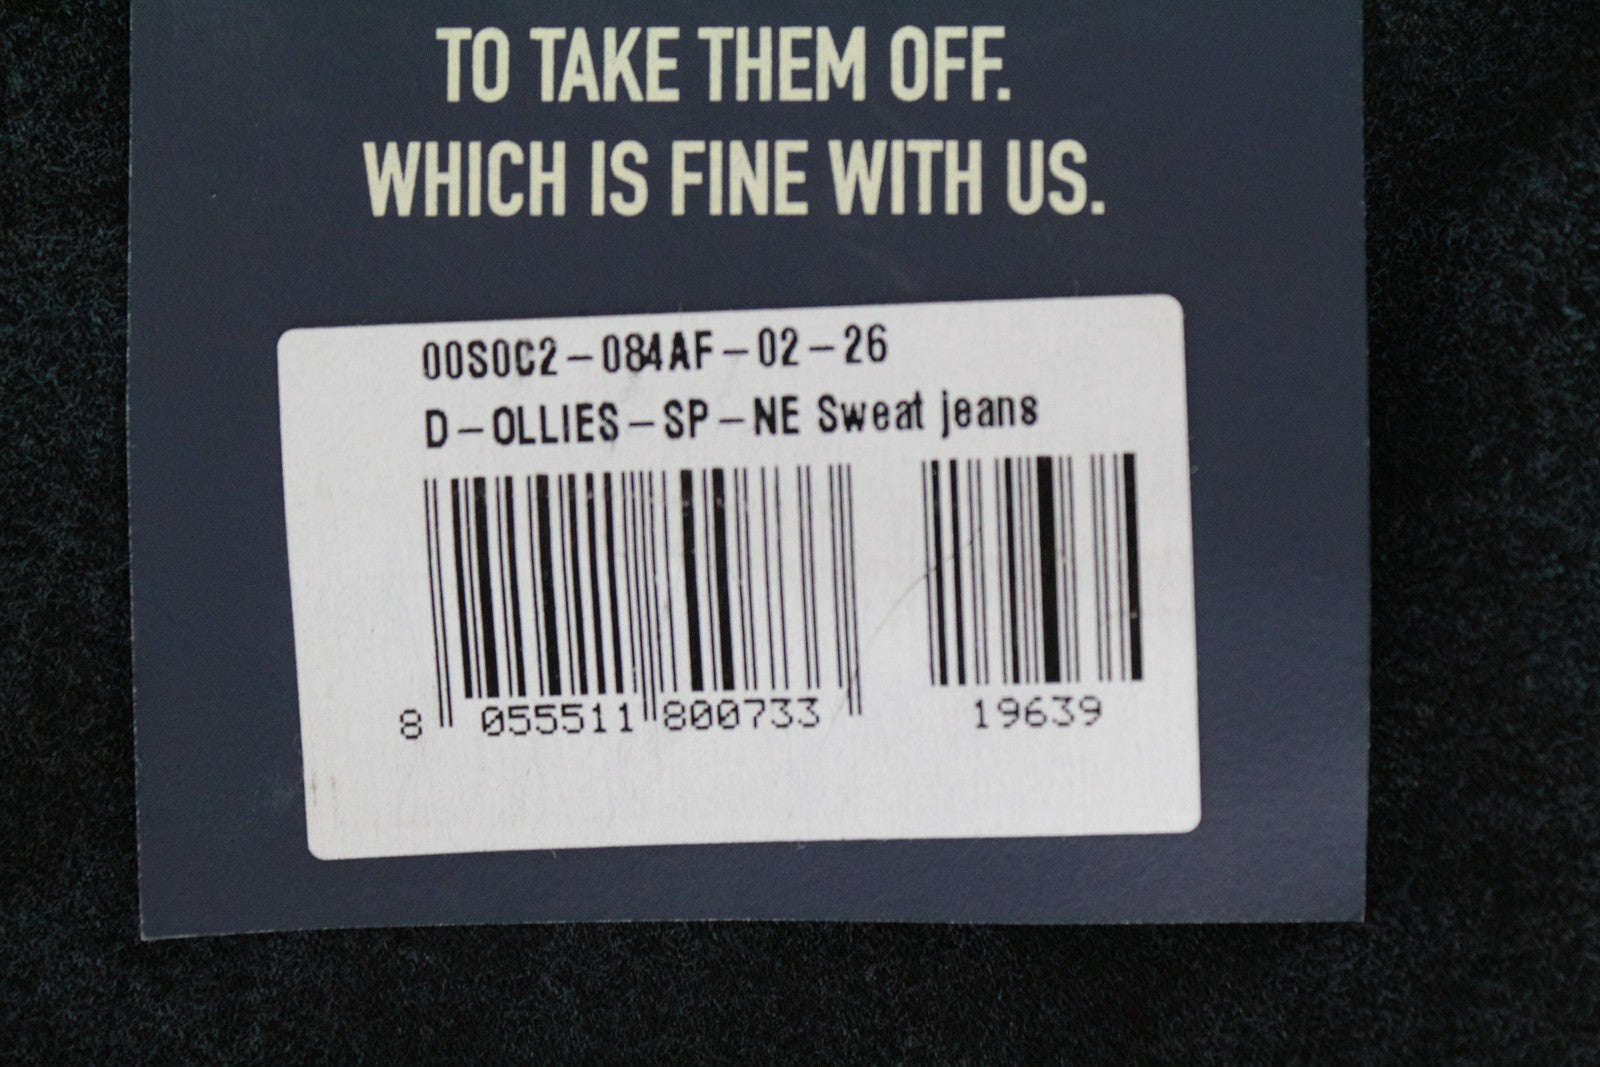 TO TAKE THEM OFF.
WHICH IS FINE WITH US.
00S0C2-084AF-02-26
D-OLLIES-SP-NE Sweat jeans
8 055511 800733 19639